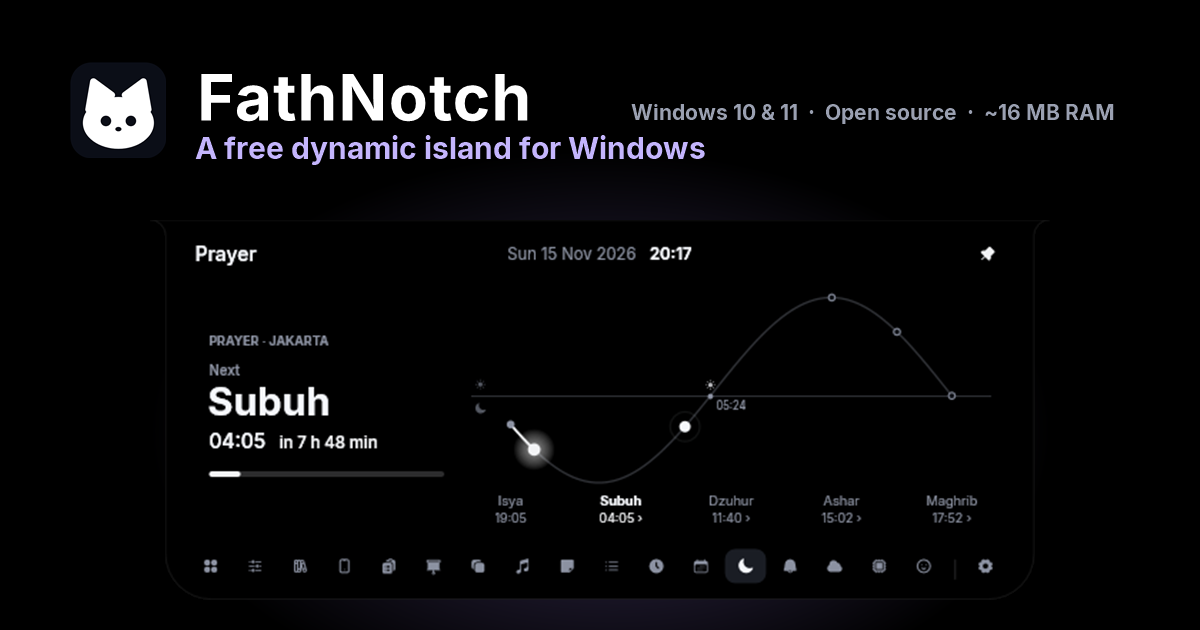 FathNotch
Windows 10 & 11 · Open source · ~16 MB RAM
A free dynamic island for Windows
Prayer
Sun 15 Nov 2026 20:17
PRAYER · JAKARTA
Next
Subuh
04:05 in 7 h 48 min
05:24
Isya Subuh Dzuhur Ashar Maghrib
19:05 04:05 › 11:40 › 15:02 › 17:52 ›